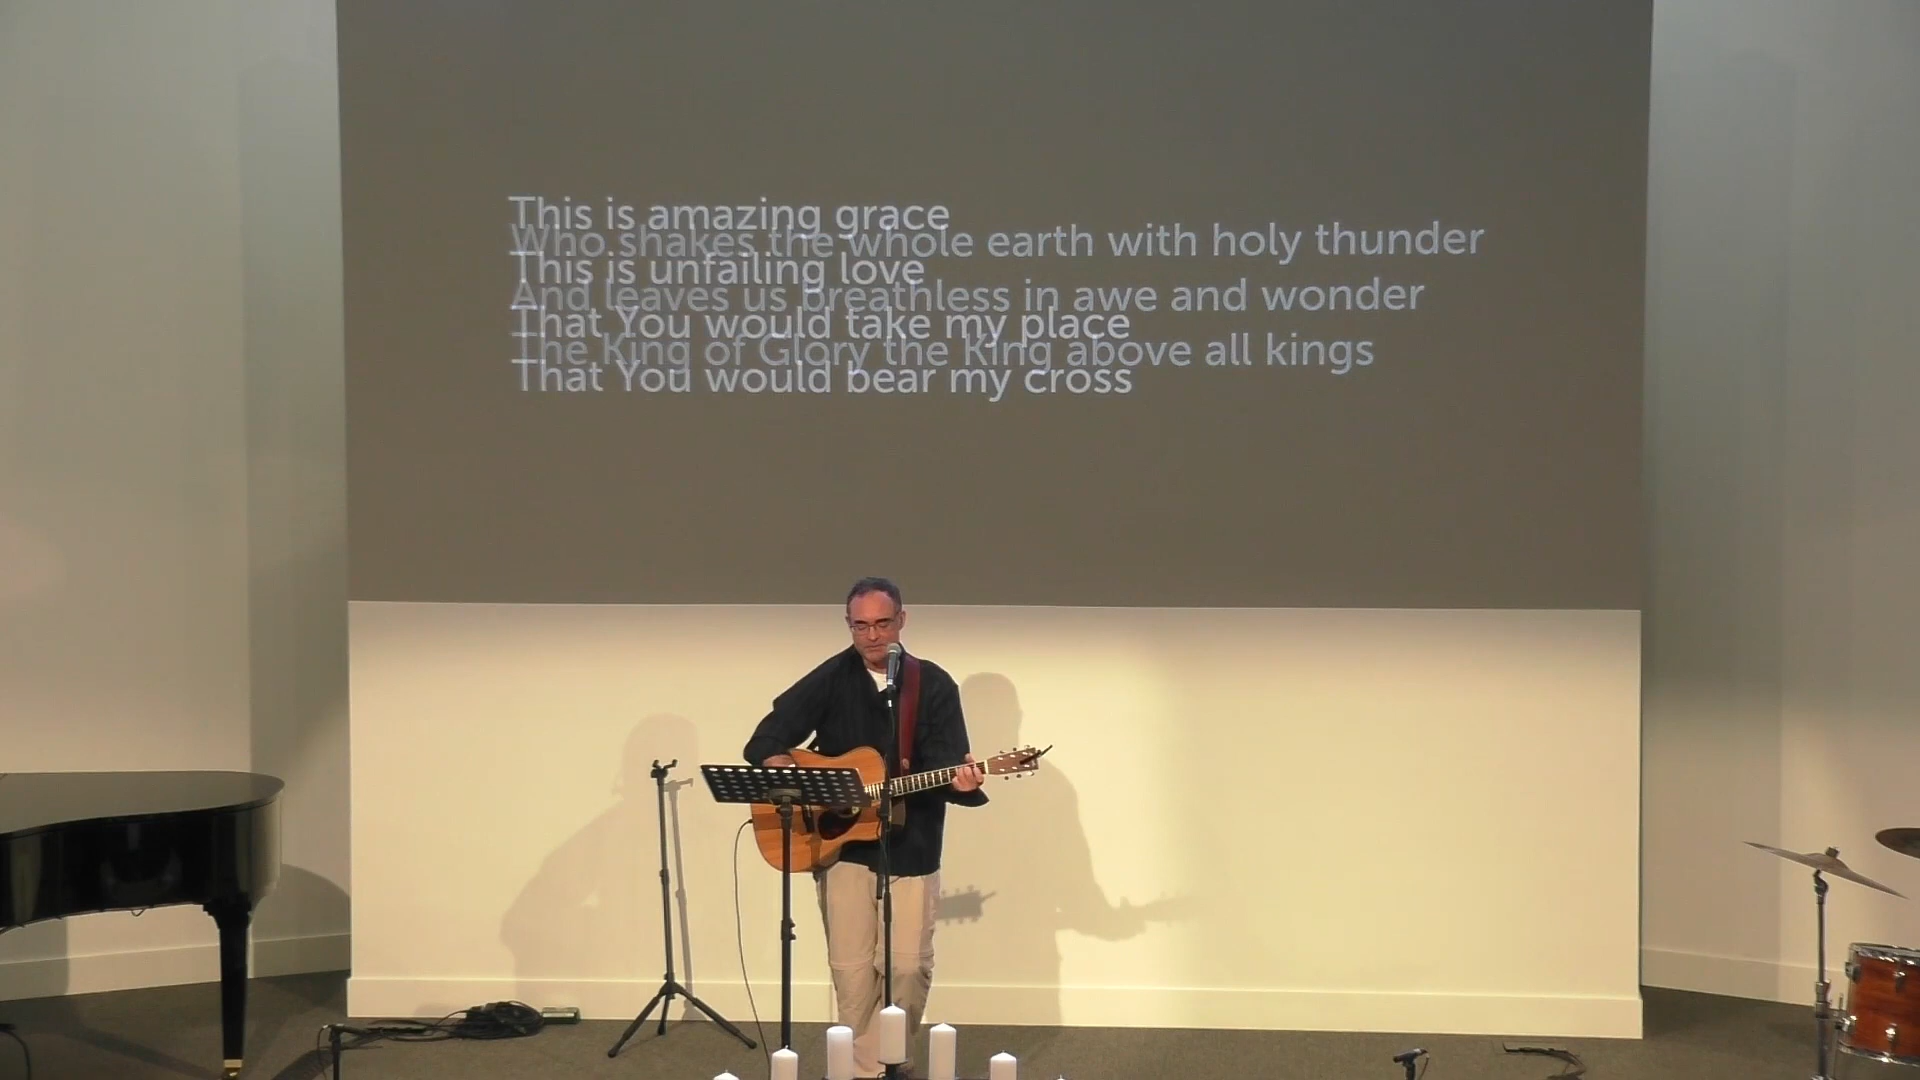 This is amazing grace
Who shakes the whole earth with holy thunder
This is unfailing love
And leaves us breathless in awe and wonder
That You would take my place
The King of Glory the King above all kings
That You would bear my cross